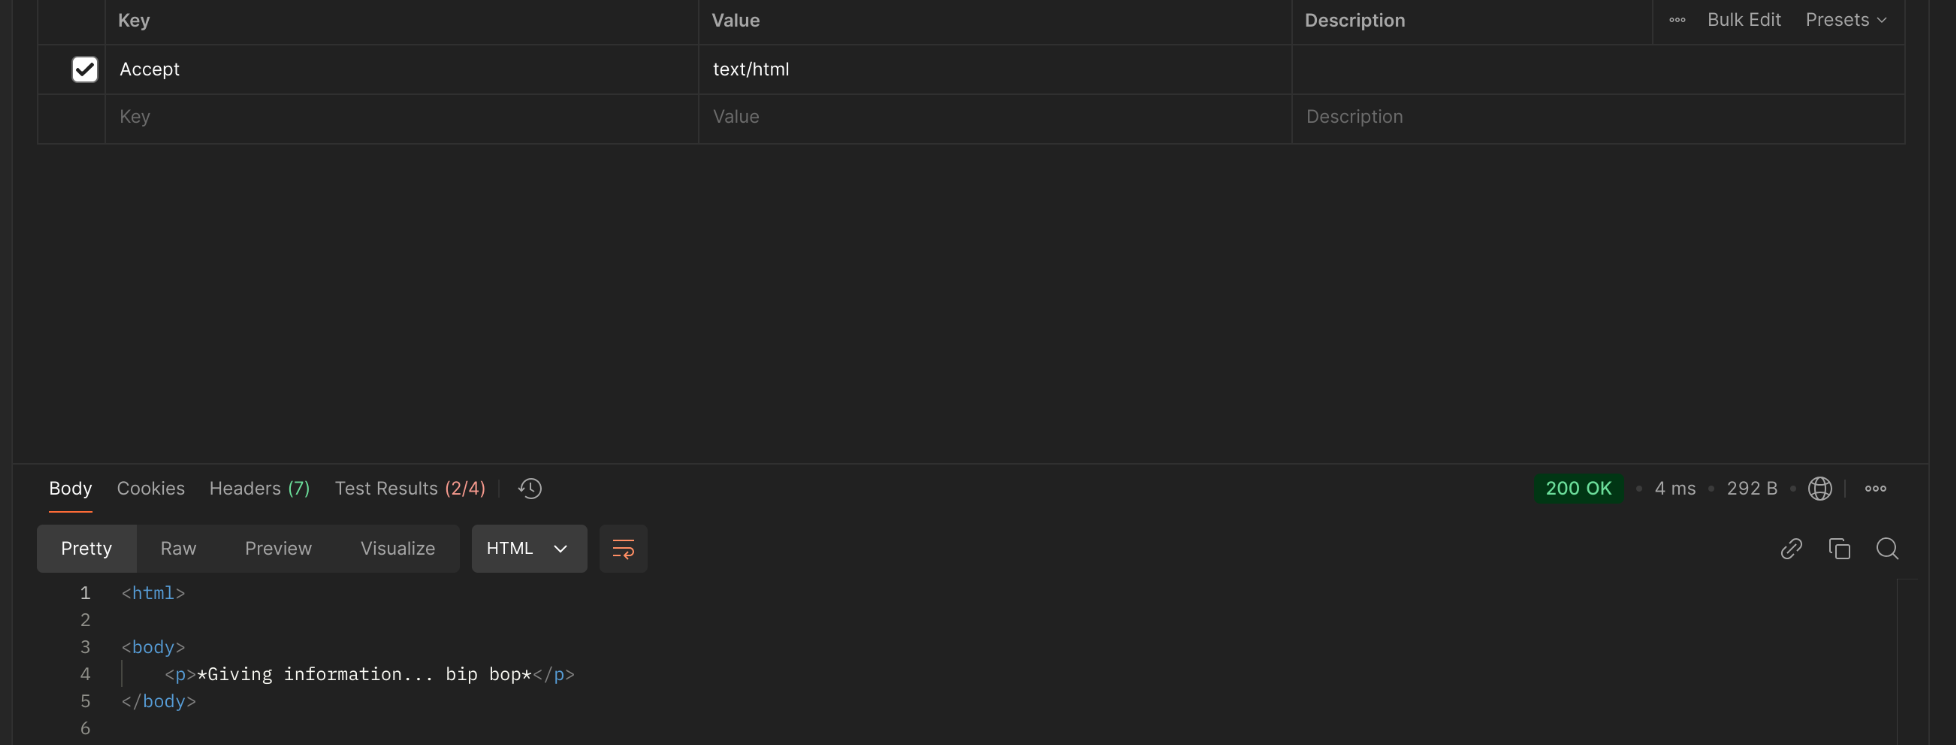 Key Value Description Bulk Edit Presets
Accept text/html
Key Value Description
Body Cookies Headers (7) Test Results (2/4) 200 OK • 4 ms • 292 B •
Pretty Raw Preview Visualize HTML
1 <html>
2
3 <body>
4 <p>*Giving information... bip bop*</p>
5 </body>
6